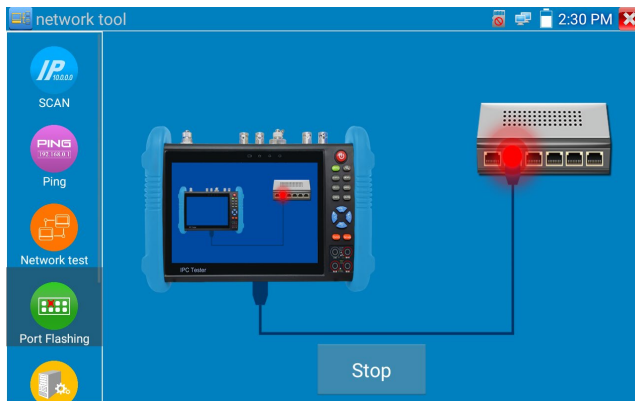 network tool
2:30 PM
IP
10.0.0.0
SCAN
PING
192.168.0.1
Ping
Network test
Port Flashing
IPC Tester
Stop